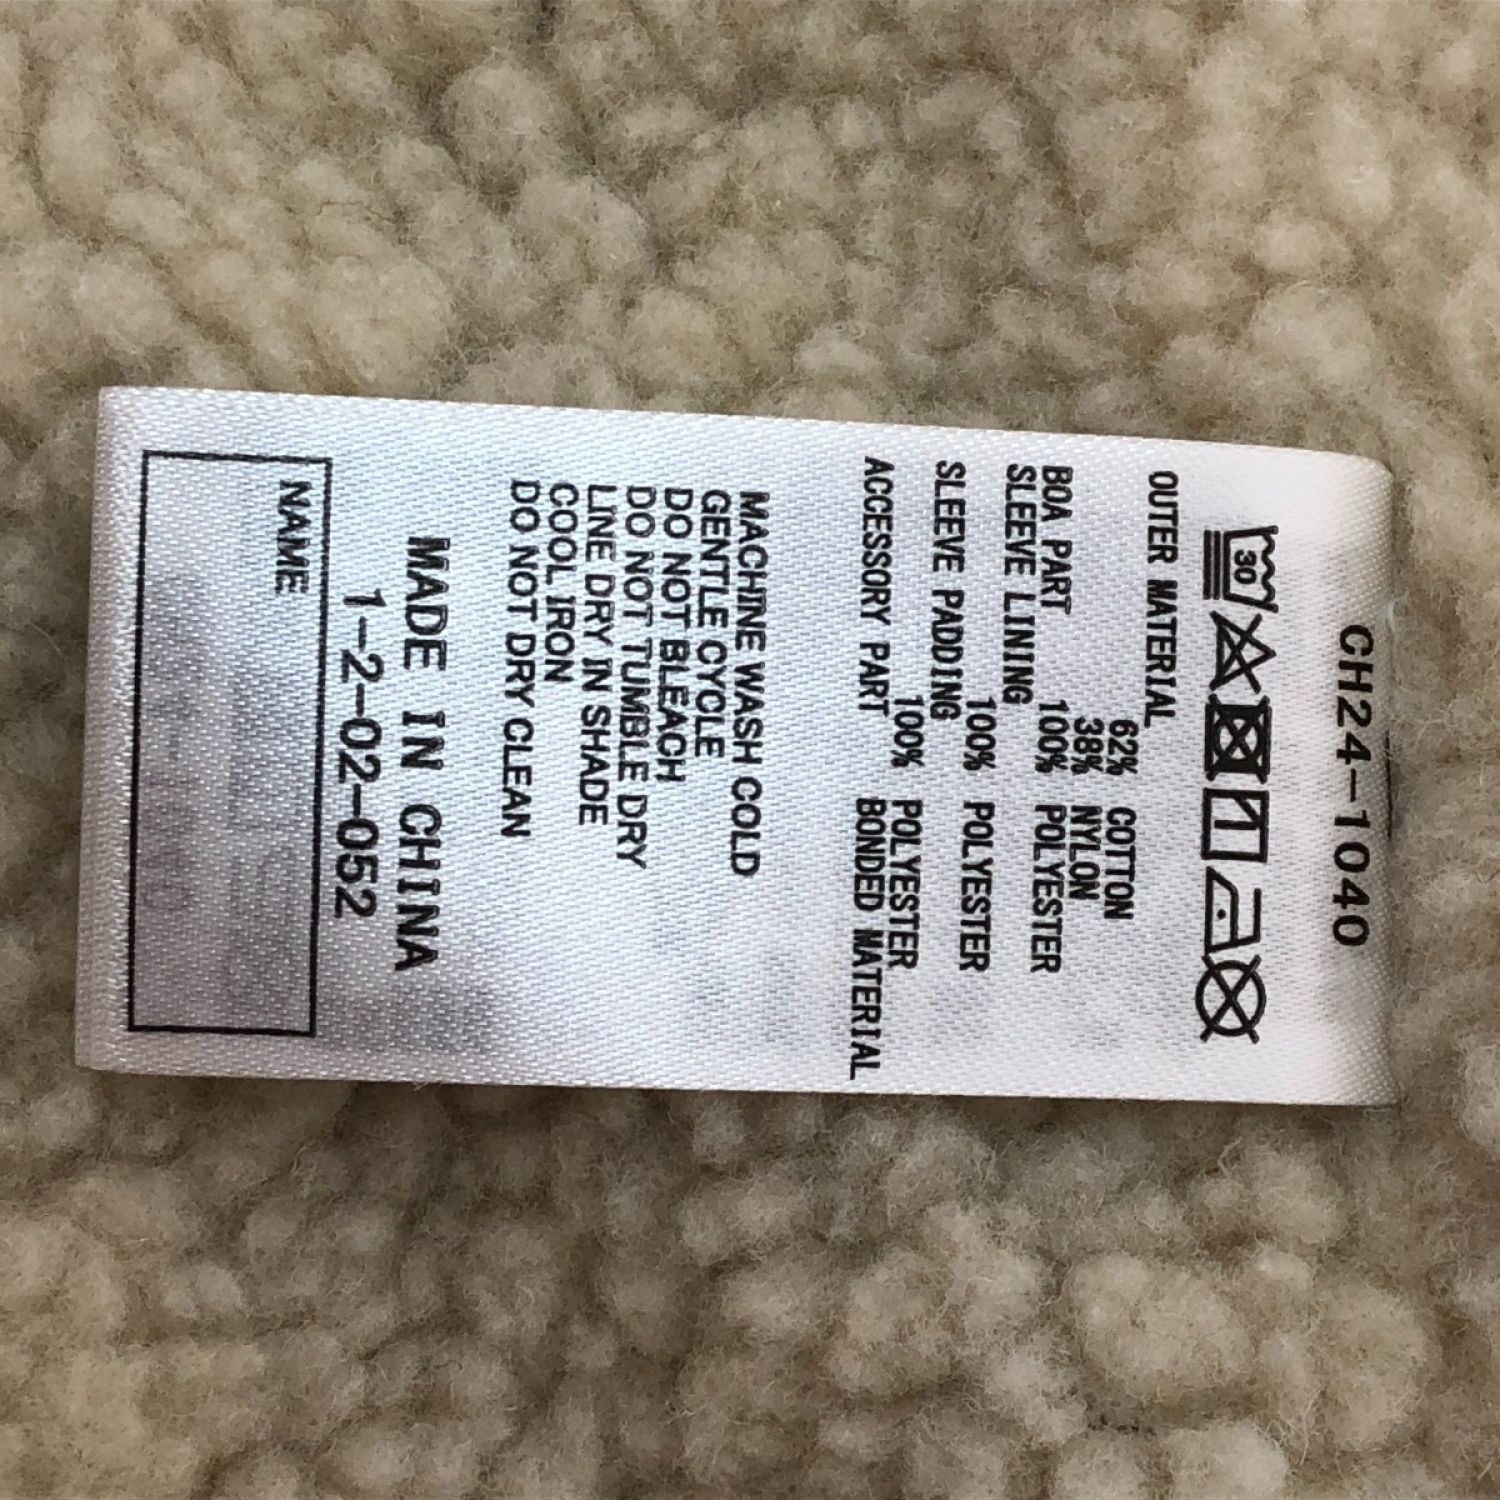 CH24-1040
30
OUTER MATERIAL
62% COTTON
38% NYLON
BOA PART 100% POLYESTER
SLEEVE LINING
100% POLYESTER
SLEEVE PADDING
100% POLYESTER
ACCESSORY PART BONDED MATERIAL
MACHINE WASH COLD
GENTLE CYCLE
DO NOT BLEACH
DO NOT TUMBLE DRY
LINE DRY IN SHADE
COOL IRON
DO NOT DRY CLEAN
MADE IN CHINA
1-2-02-052
NAME